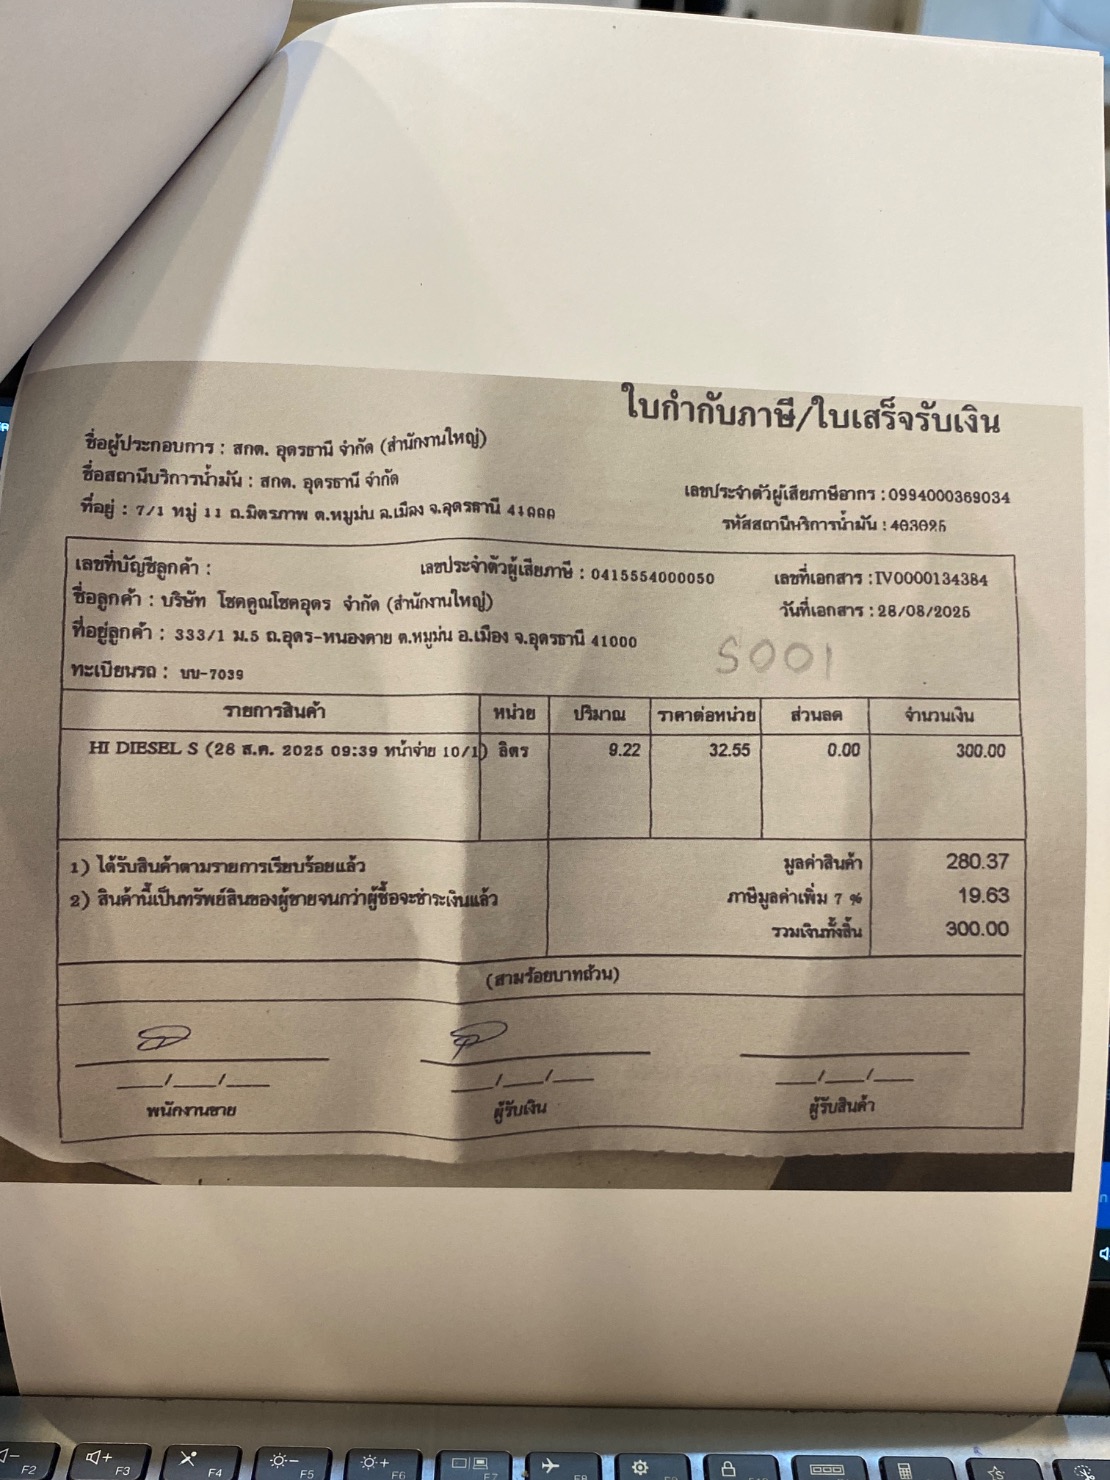 ใบกำกับภาษี/ใบเสร็จรับเงิน
ชื่อผู้ประกอบการ : สกต. อุดรธานี จำกัด (สำนักงานใหญ่)
ชื่อสถานีบริการน้ำมัน : สกต. อุดรธานี จำกัด
เลขประจำตัวผู้เสียภาษีอากร : 0994000369034
ที่อยู่ : 7/1 หมู่ 11 ถ.มิตรภาพ ต.หมูม่น อ.เมือง จ.อุดรธานี 41000
รหัสสถานีบริการน้ำมัน : 403025
เลขที่บัญชีลูกค้า : เลขประจำตัวผู้เสียภาษี : 0415554000050 เลขที่เอกสาร : IV0000134384
ชื่อลูกค้า : บริษัท โชคคูณโชคอุดร จำกัด (สำนักงานใหญ่) วันที่เอกสาร : 28/08/2025
ที่อยู่ลูกค้า : 333/1 ม.5 ถ.อุดร-หนองคาย ต.หมูม่น อ.เมือง จ.อุดรธานี 41000
S001
ทะเบียนรถ : บบ-7039
รายการสินค้า หน่วย ปริมาณ ราคาต่อหน่วย ส่วนลด จำนวนเงิน
HI DIESEL S (28 ส.ค. 2025 09:39 หน้าจ่าย 10/1) ลิตร 9.22 32.55 0.00 300.00
1) ได้รับสินค้าตามรายการเรียบร้อยแล้ว มูลค่าสินค้า 280.37
2) สินค้านี้เป็นทรัพย์สินของผู้ขายจนกว่าผู้ซื้อจะชำระเงินแล้ว ภาษีมูลค่าเพิ่ม 7 % 19.63
รวมเงินทั้งสิ้น 300.00
(สามร้อยบาทถ้วน)
___/___/___ ___/___/___ ___/___/___
พนักงานขาย ผู้รับเงิน ผู้รับสินค้า
F2 F3 F4 F5 F6 F7 F8